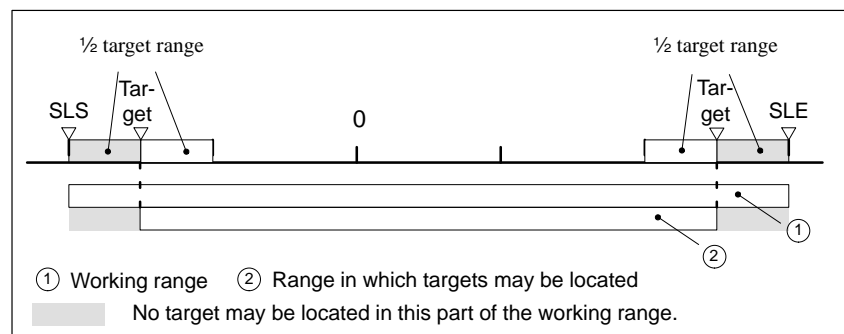 ½ target range
½ target range
SLS
Tar-
get
0
Tar-
get
SLE
1
2
1 Working range 2 Range in which targets may be located
No target may be located in this part of the working range.